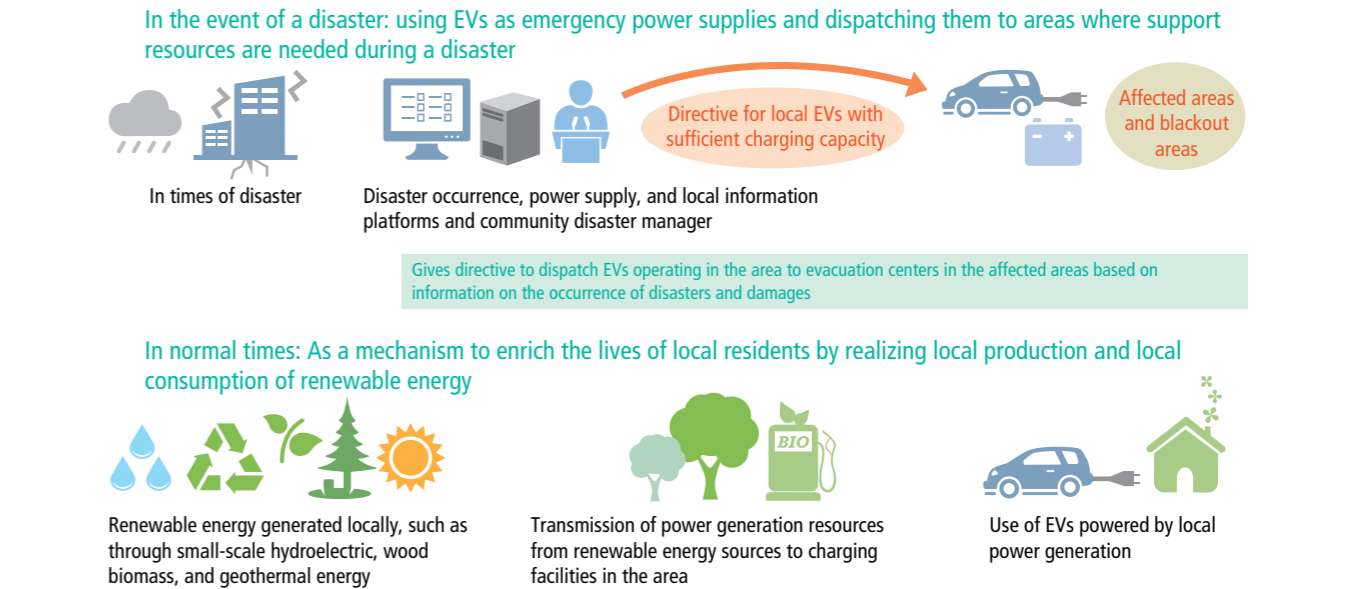 In the event of a disaster: using EVs as emergency power supplies and dispatching them to areas where support
resources are needed during a disaster
Directive for local EVs with
sufficient charging capacity
Affected areas
and blackout
areas
In times of disaster
Disaster occurrence, power supply, and local information
platforms and community disaster manager
Gives directive to dispatch EVs operating in the area to evacuation centers in the affected areas based on
information on the occurrence of disasters and damages
In normal times: As a mechanism to enrich the lives of local residents by realizing local production and local
consumption of renewable energy
BIO
Renewable energy generated locally, such as
through small-scale hydroelectric, wood
biomass, and geothermal energy
Transmission of power generation resources
from renewable energy sources to charging
facilities in the area
Use of EVs powered by local
power generation